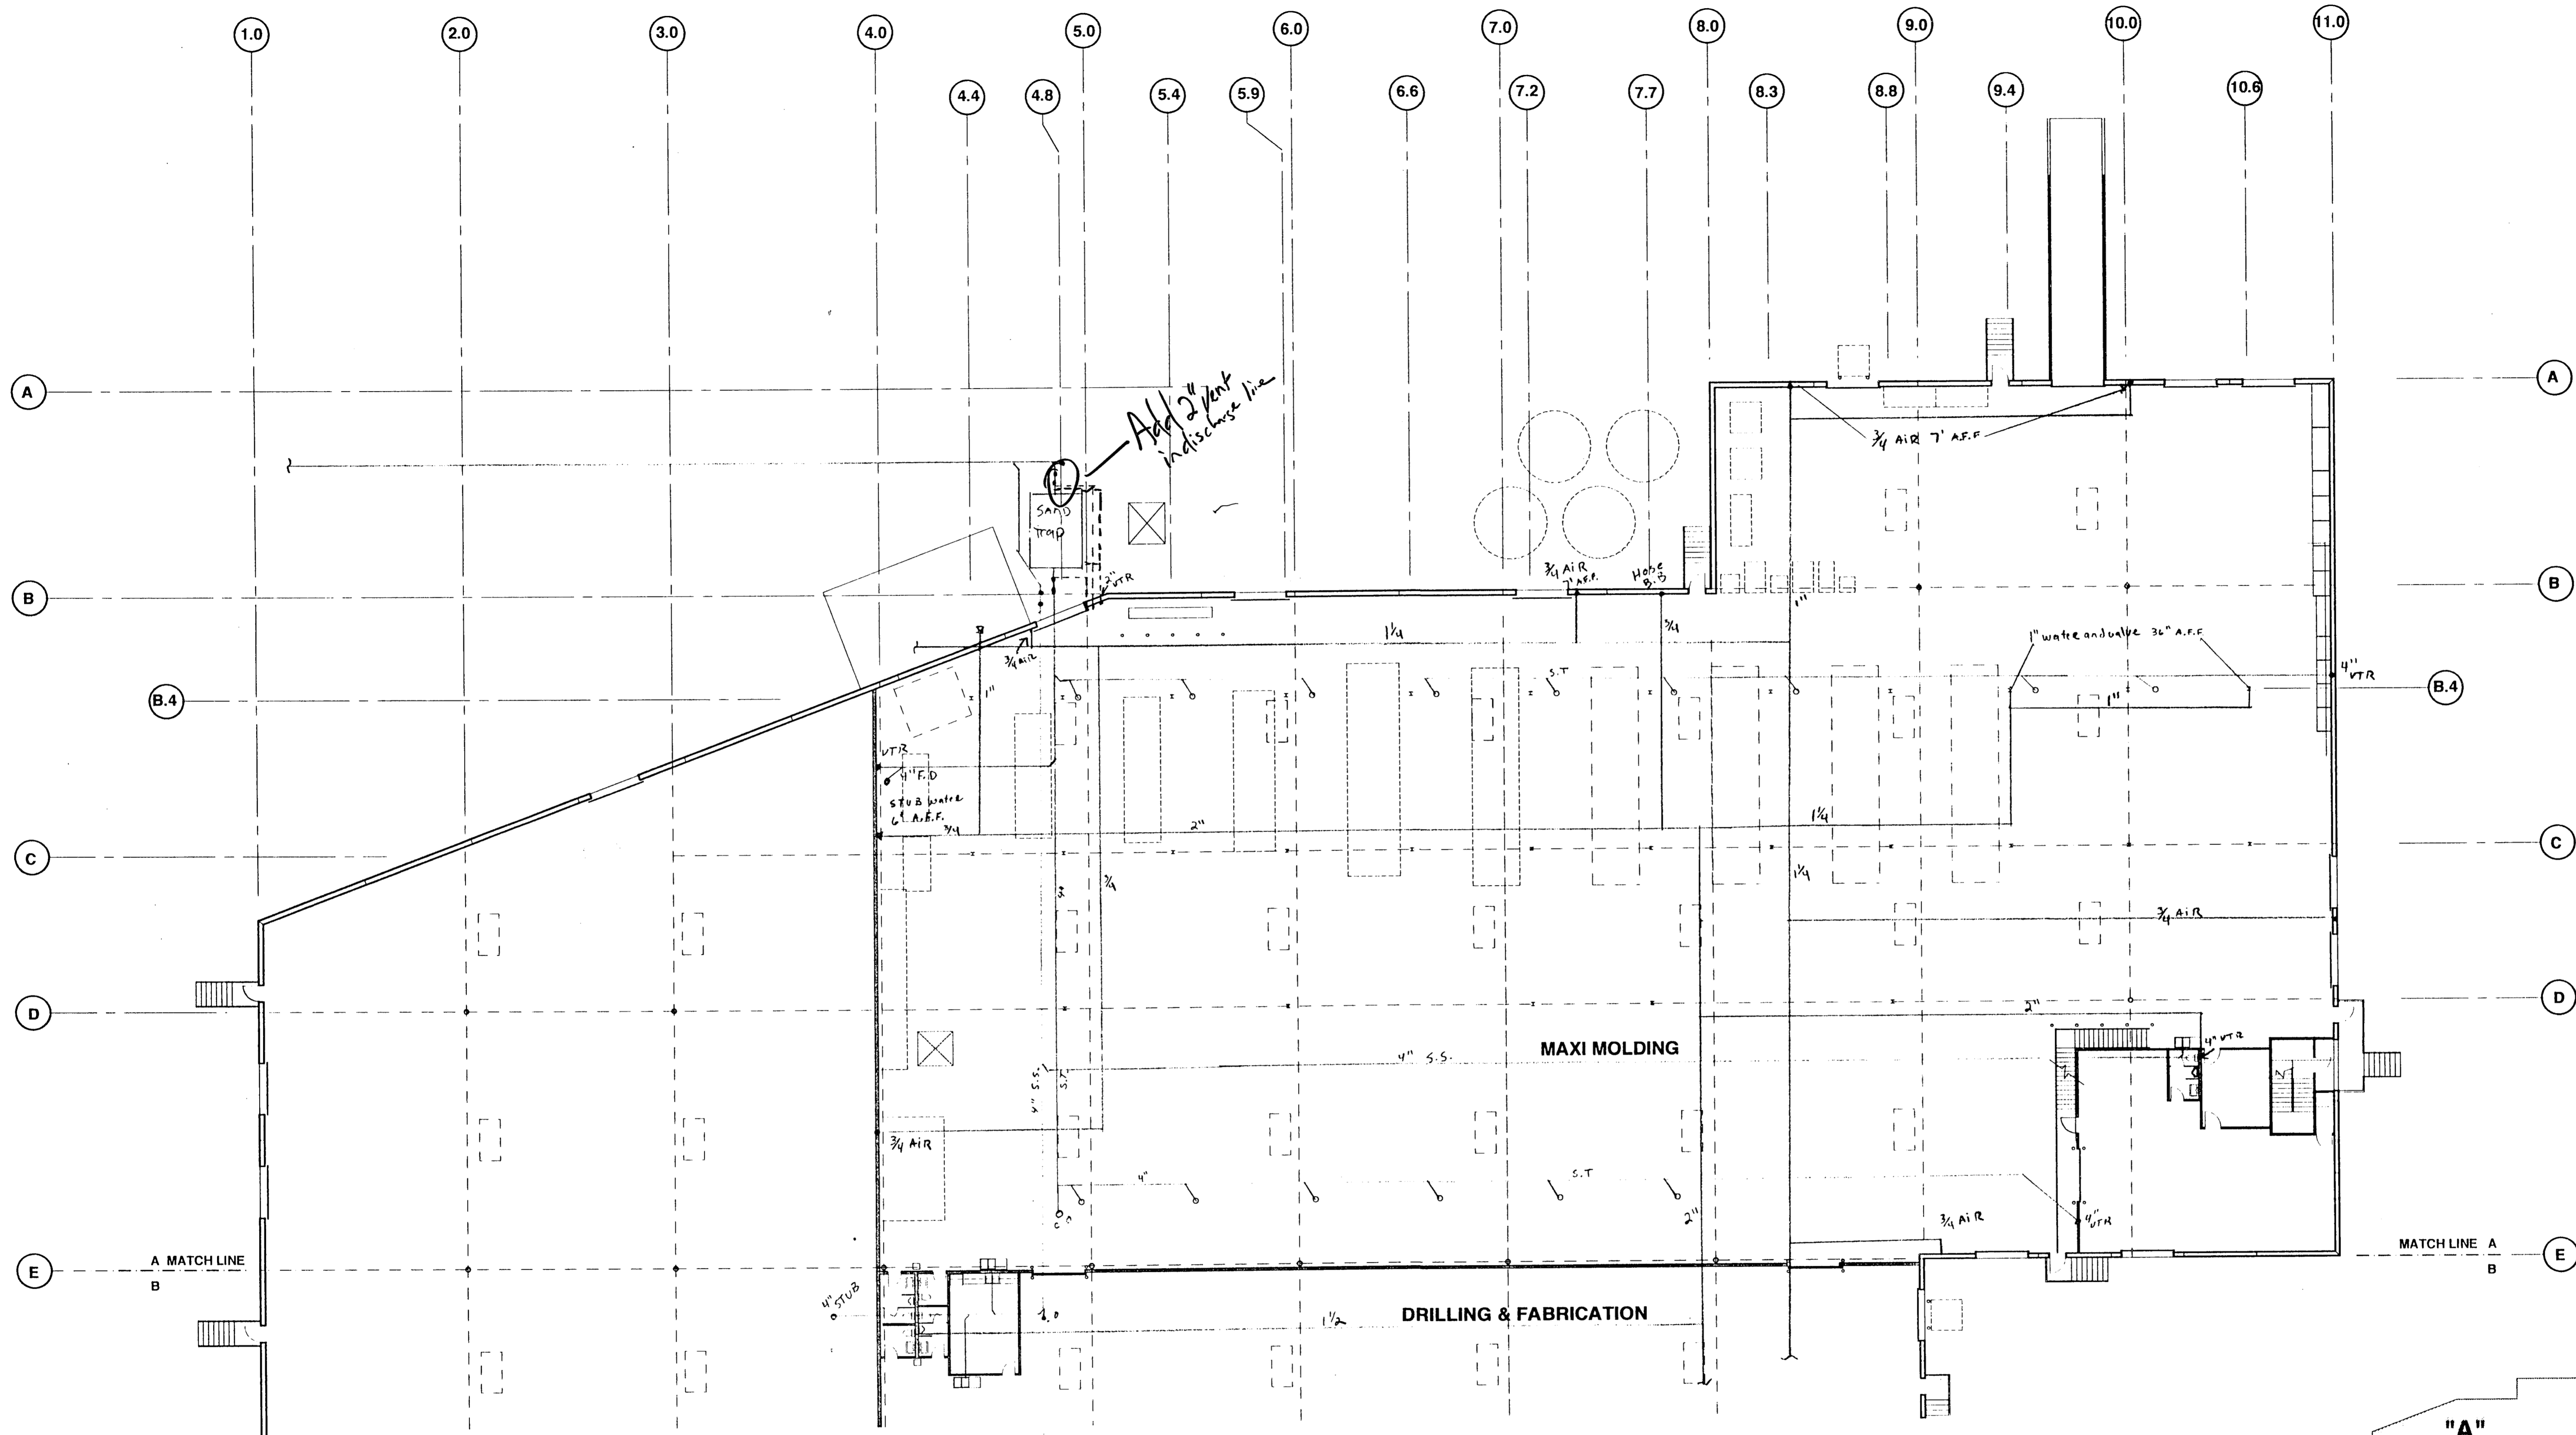 1.0
2.0
3.0
4.0
5.0
6.0
7.0
8.0
9.0
10.0
11.0
4.4
4.8
5.4
5.9
6.6
7.2
7.7
8.3
8.8
9.4
10.6
A
A
Add 2" vent
in discharge line
3/4 AiR 7' A.F.F
SAND
Trap
2"
VTR
3/4 AiR
7' A.F.F.
Hose
B.B
B
B
1"
1 1/4
3/4
3/4 AiR
1" water and valve 36" A.F.F.
S.T
4"
VTR
B.4
B.4
1"
1"
VTR
4" F.D
STUB water
6" A.F.F.
3/4
2"
1 1/4
C
C
1 1/4
3/4
3/4 AiR
D
D
2"
MAXI MOLDING
4" S.S.
4" VTR
4" S.S.
S.T.
3/4 AiR
4"
S.T
2"
4"
VTR
3/4 AiR
C O
E
A MATCH LINE
B
MATCH LINE A
B
E
4" STUB
1 1/2
DRILLING & FABRICATION
"A"